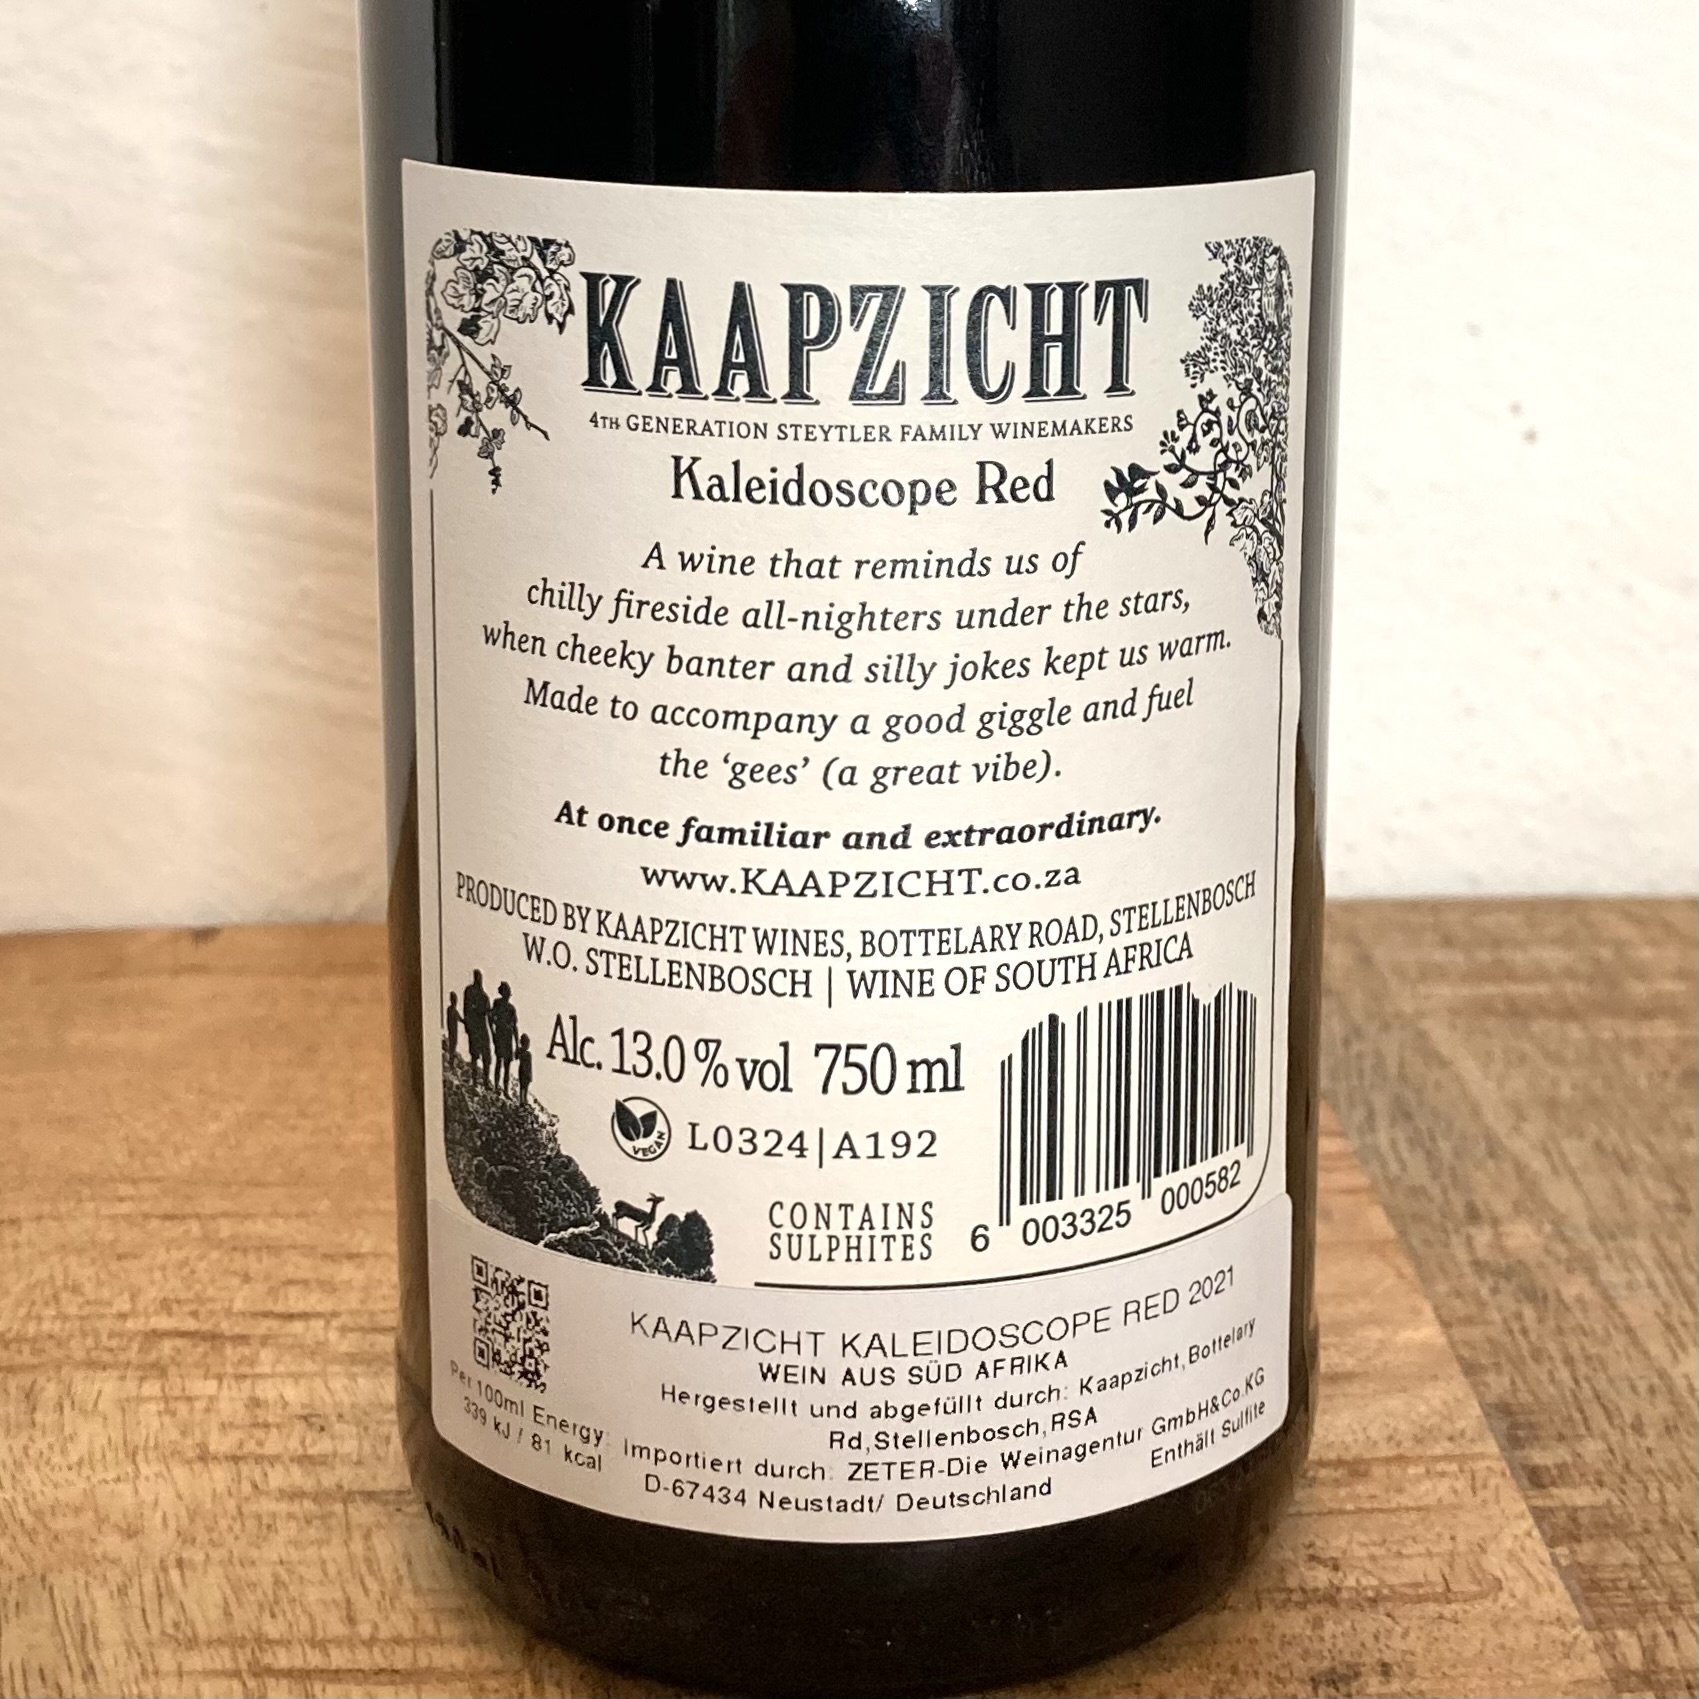 KAAPZICHT
4TH GENERATION STEYTLER FAMILY WINEMAKERS
Kaleidoscope Red
A wine that reminds us of
chilly fireside all-nighters under the stars,
when cheeky banter and silly jokes kept us warm.
Made to accompany a good giggle and fuel
the ‘gees’ (a great vibe).
At once familiar and extraordinary.
www.KAAPZICHT.co.za
PRODUCED BY KAAPZICHT WINES, BOTTELARY ROAD, STELLENBOSCH
W.O. STELLENBOSCH | WINE OF SOUTH AFRICA
Alc. 13.0 % vol 750 ml
VEGAN
L0324|A192
CONTAINS
SULPHITES
6 003325 000582
KAAPZICHT KALEIDOSCOPE RED 2021
WEIN AUS SÜD AFRIKA
Hergestellt und abgefüllt durch: Kaapzicht, Bottelary
Rd, Stellenbosch, RSA
Importiert durch: ZETER-Die Weinagentur GmbH&Co.KG
D-67434 Neustadt/ Deutschland
Enthält Sulfite
Per 100ml Energy:
339 kJ / 81 kcal